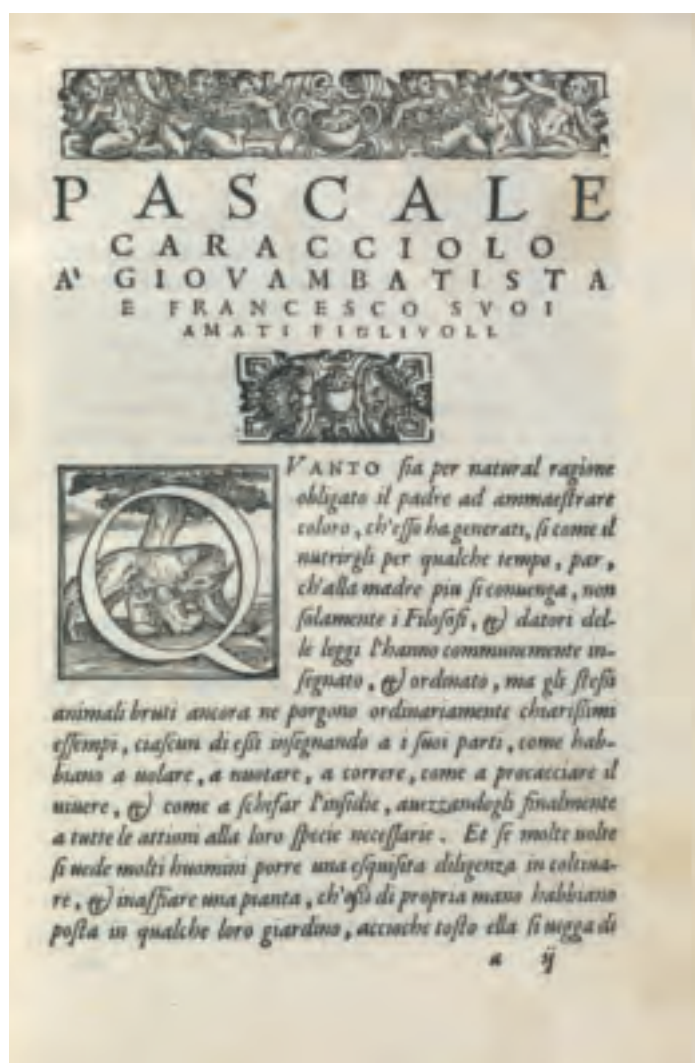 PASCALE
CARACCIOLO
A' GIOVAMBATISTA
E FRANCESCO SVOI
AMATI FIGLIVOLI.
QVANTO ſia per natural ragione
obligato il padre ad ammaeſtrare
coloro, ch'eſſo ha generati, ſi come il
nutrirgli per qualche tempo, par,
ch'alla madre piu ſi conuenga, non
ſolamente i Filoſofi, & datori del-
le leggi l'hanno communemente in-
ſegnato, & ordinato, ma gli ſteſsi
animali bruti ancora ne porgono ordinariamente chiariſsimi
eſſempi, ciaſcun di eſsi inſegnando a i ſuoi parti, come hab-
biano a uolare, a nuotare, a correre, come a procacciare il
uiuere, & come a ſchifar l'inſidie, auezzandogli finalmente
a tutte le attioni alla loro ſpecie neceſſarie. Et ſe molte uolte
ſi uede molti huomini porre una eſquiſita diligenza in coltiua-
re, & inaffiare una pianta, ch'eſsi di propria mano habbiano
poſta in qualche loro giardino, accioche toſto ella ſi uegga di
a ij